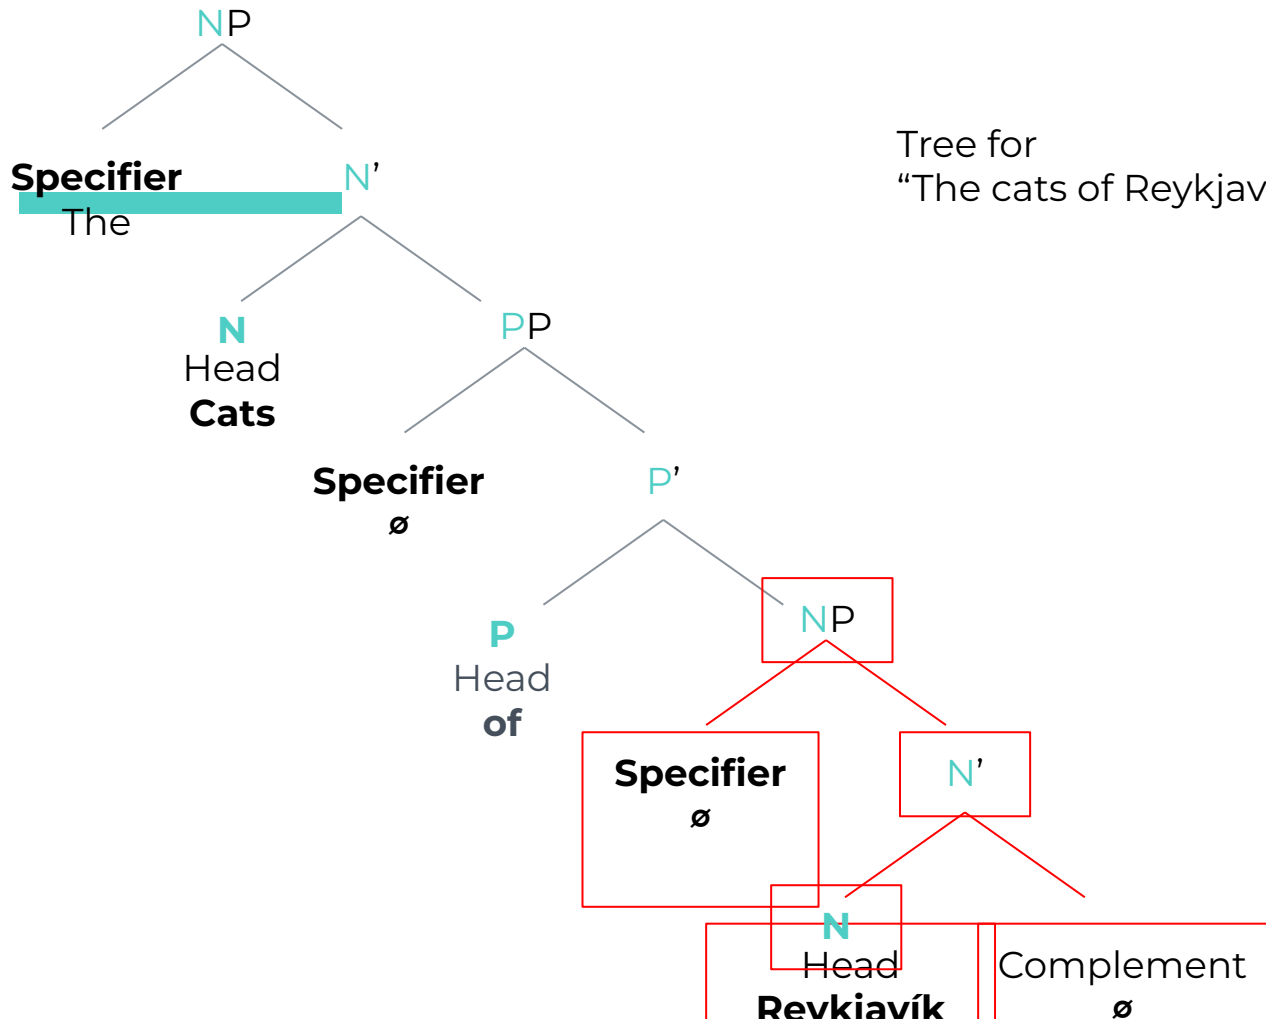 NP
Tree for
“The cats of Reykjav
Specifier
N’
The
N
PP
Head
Cats
Specifier
P’
ø
P
NP
Head
of
Specifier
N’
ø
N
Head
Complement
Reykjavík
ø